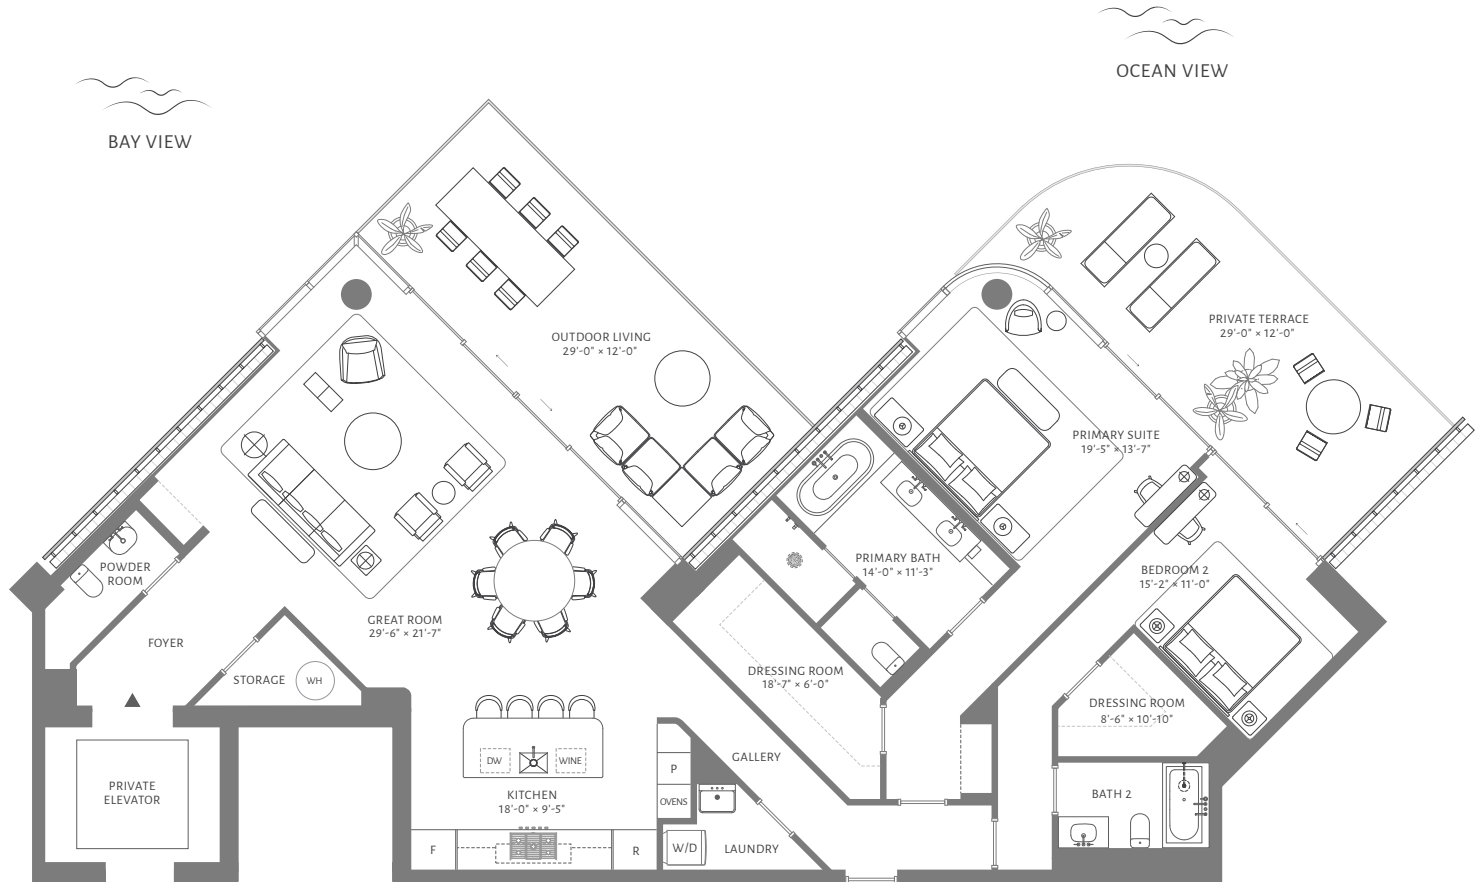 OCEAN VIEW
BAY VIEW
OUTDOOR LIVING
29'-0" × 12'-0"
PRIVATE TERRACE
29'-0" × 12'-0"
PRIMARY SUITE
19'-5" × 13'-7"
POWDER
ROOM
PRIMARY BATH
14'-0" × 11'-3"
BEDROOM 2
15'-2" × 11'-0"
GREAT ROOM
29'-6" × 21'-7"
FOYER
STORAGE
WH
DRESSING ROOM
18'-7" × 6'-0"
DRESSING ROOM
8'-6" × 10'-10"
GALLERY
DW
WINE
P
PRIVATE
ELEVATOR
KITCHEN
18'-0" × 9'-5"
OVENS
BATH 2
F
R
W/D
LAUNDRY